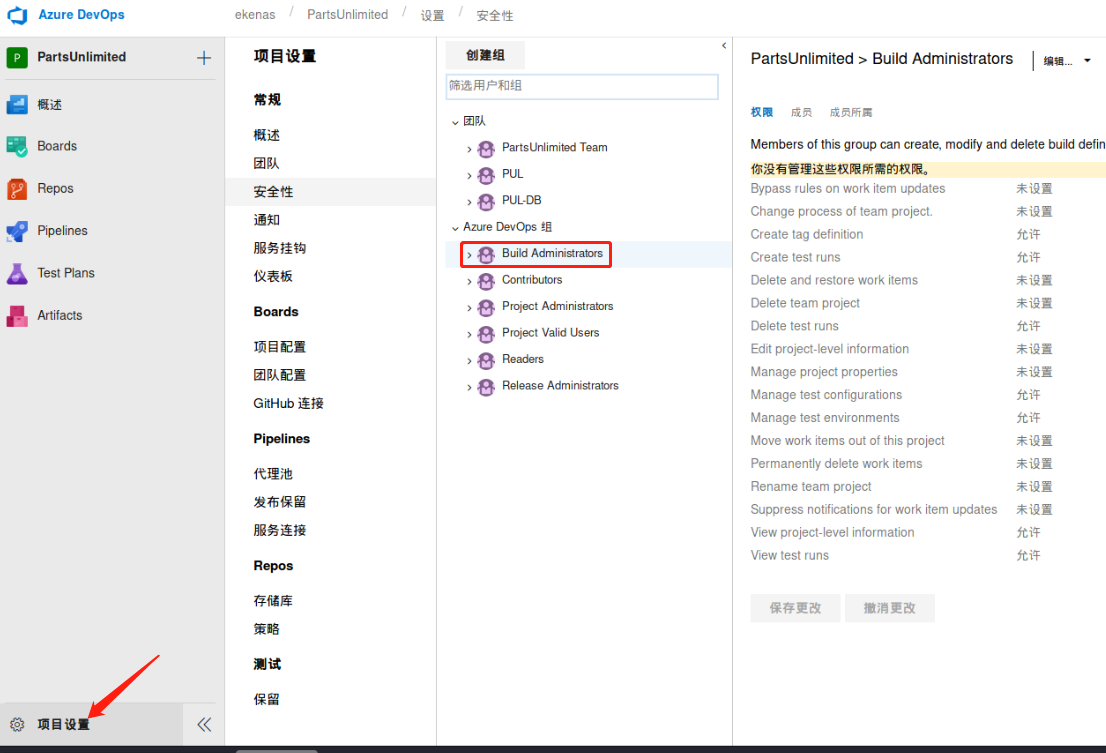 Azure DevOps
ekenas / PartsUnlimited / 设置 / 安全性
P PartsUnlimited
概述
Boards
Repos
Pipelines
Test Plans
Artifacts
项目设置
项目设置
常规
概述
团队
安全性
通知
服务挂钩
仪表板
Boards
项目配置
团队配置
GitHub 连接
Pipelines
代理池
发布保留
服务连接
Repos
存储库
策略
测试
保留
创建组
筛选用户和组
团队
PartsUnlimited Team
PUL
PUL-DB
Azure DevOps 组
Build Administrators
Contributors
Project Administrators
Project Valid Users
Readers
Release Administrators
PartsUnlimited > Build Administrators 编辑...
权限 成员 成员所属
Members of this group can create, modify and delete build defin
你没有管理这些权限所需的权限。
Bypass rules on work item updates 未设置
Change process of team project. 未设置
Create tag definition 允许
Create test runs 允许
Delete and restore work items 未设置
Delete team project 未设置
Delete test runs 允许
Edit project-level information 未设置
Manage project properties 未设置
Manage test configurations 允许
Manage test environments 允许
Move work items out of this project 未设置
Permanently delete work items 未设置
Rename team project 未设置
Suppress notifications for work item updates 未设置
View project-level information 允许
View test runs 允许
保存更改 撤消更改